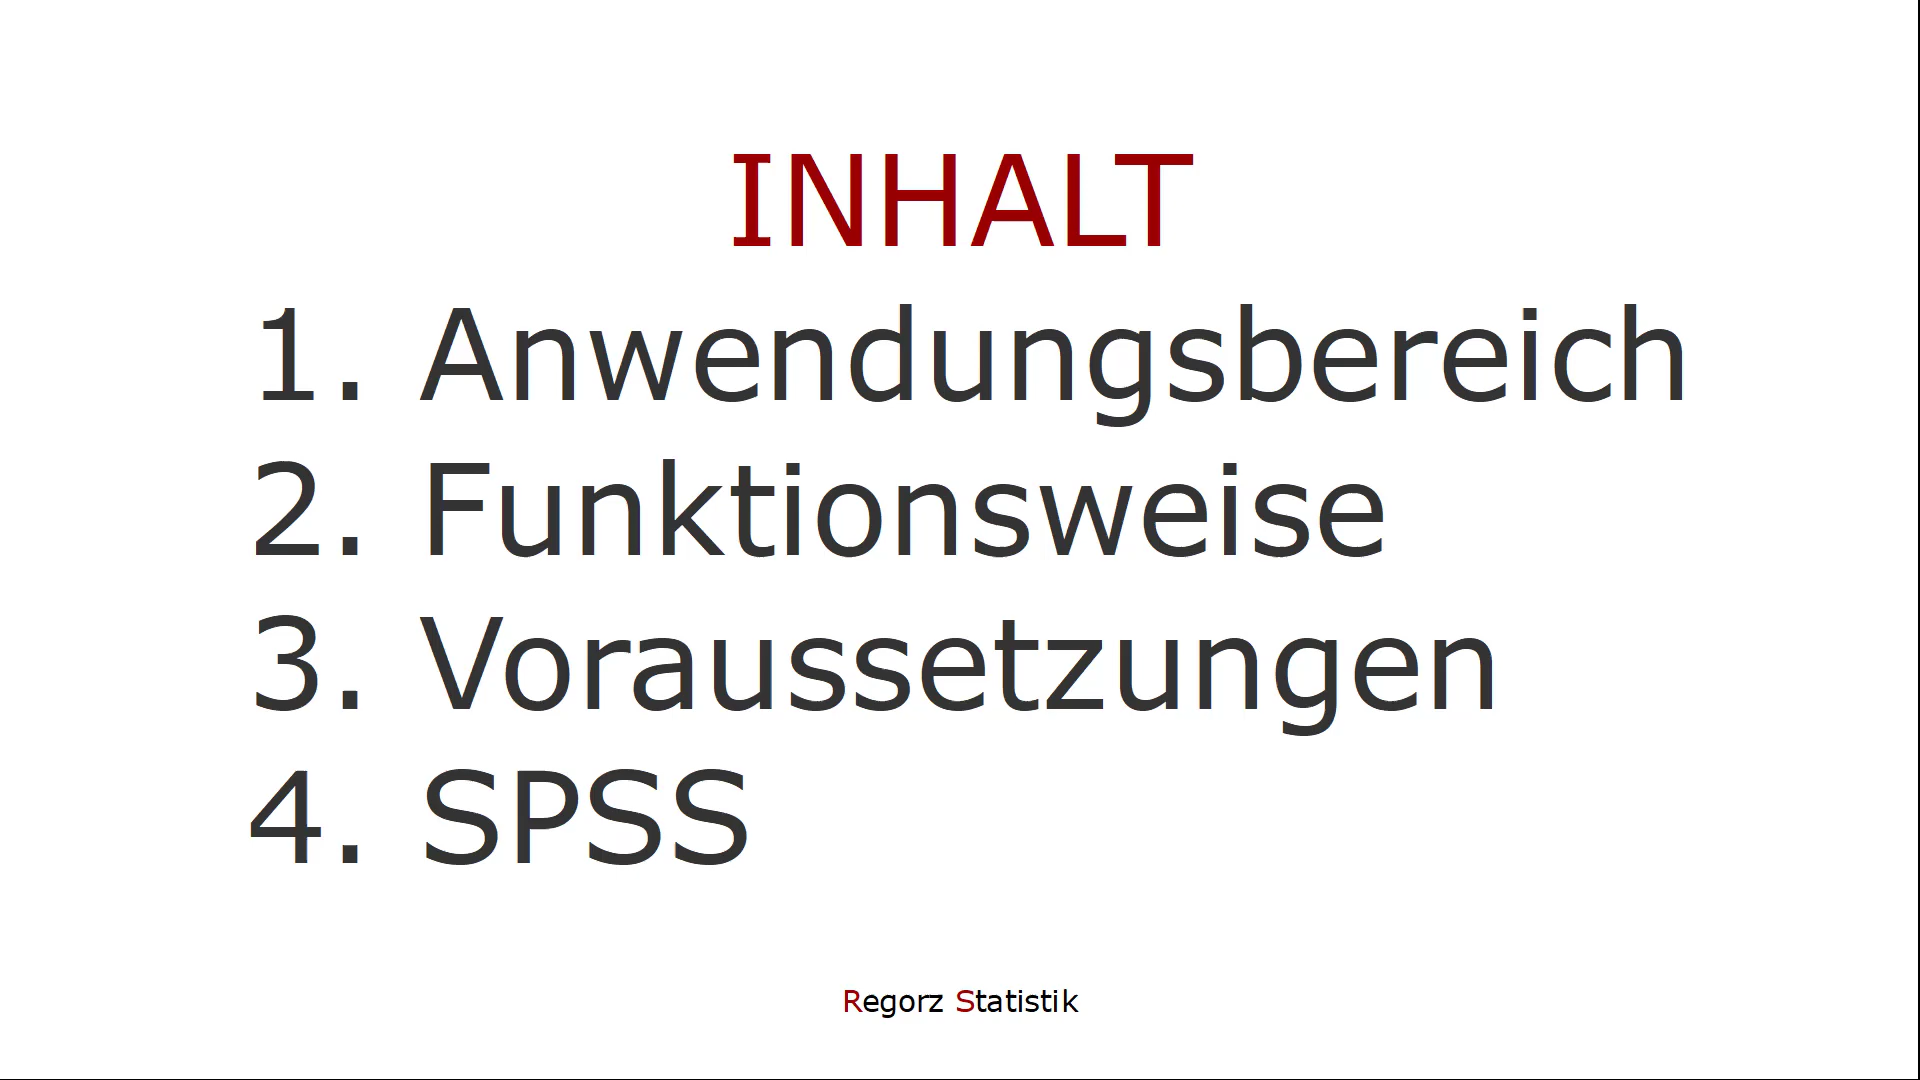 INHALT
1. Anwendungsbereich
2. Funktionsweise
3. Voraussetzungen
4. SPSS
Regorz Statistik